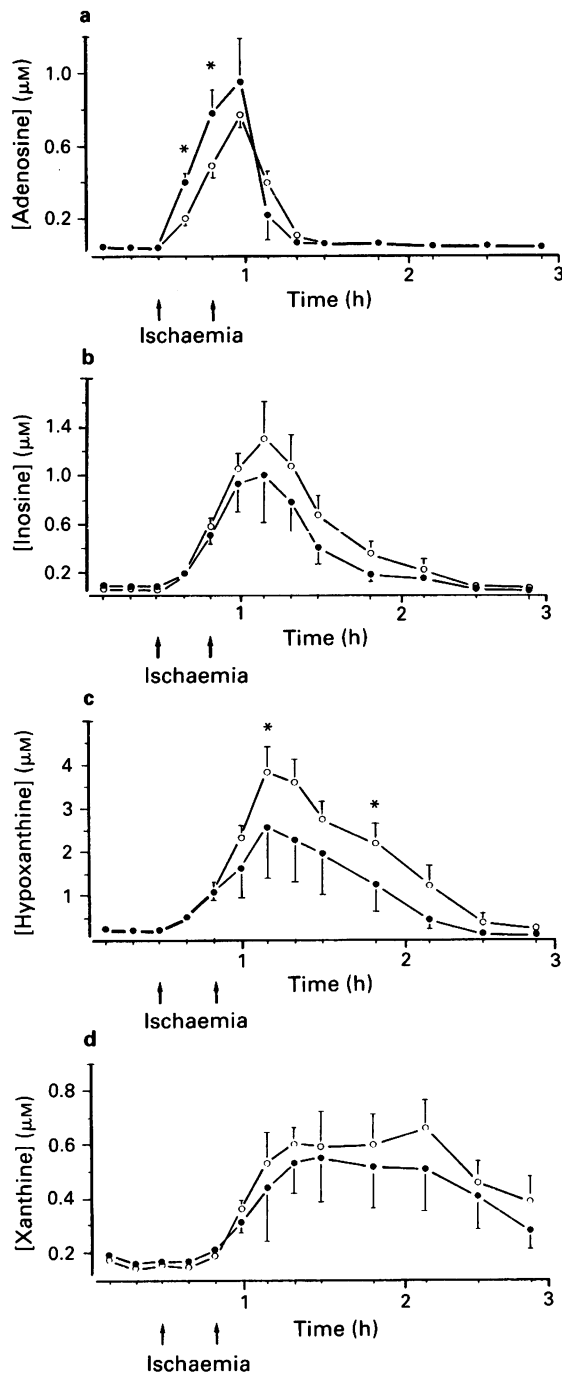 a
[Adenosine] (μM)
1.0
0.6
0.2
*
*
1
2
3
Time (h)
Ischaemia
b
[Inosine] (μM)
1.4
1.0
0.6
0.2
1
2
3
Time (h)
Ischaemia
c
[Hypoxanthine] (μM)
4
3
2
1
*
*
1
2
3
Time (h)
Ischaemia
d
[Xanthine] (μM)
0.8
0.6
0.4
0.2
1
2
3
Time (h)
Ischaemia